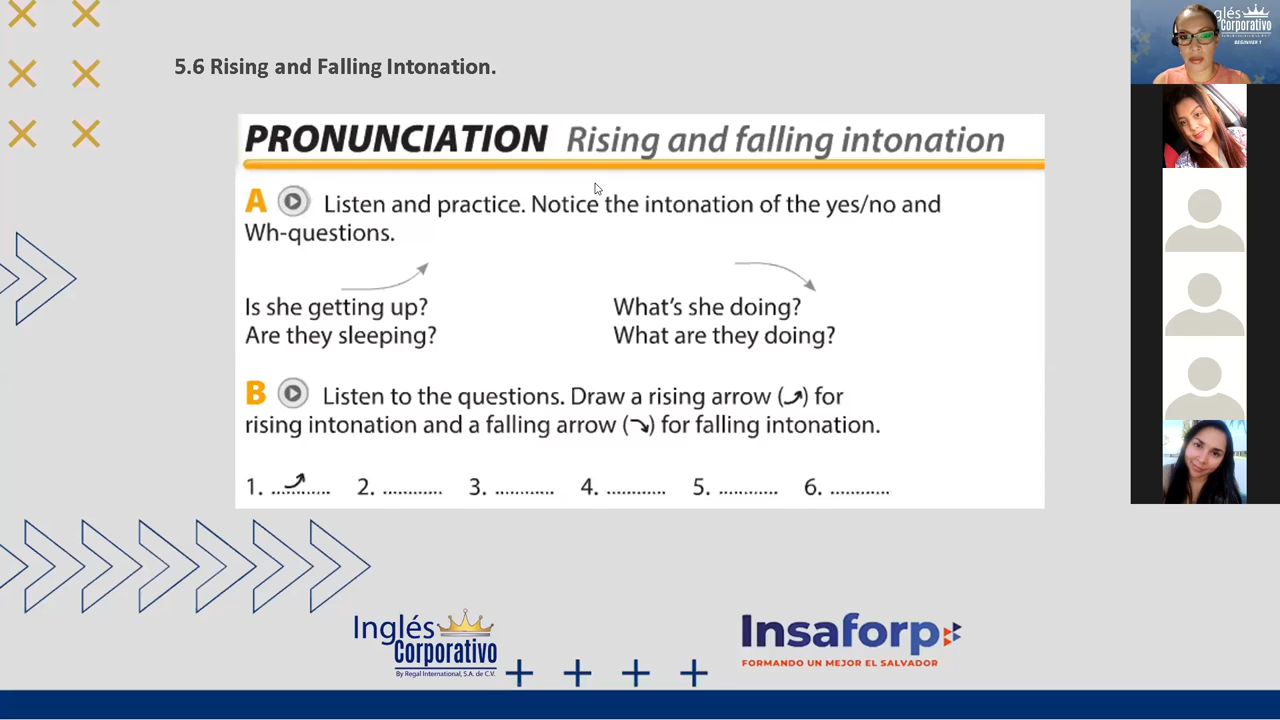 5.6 Rising and Falling Intonation.
PRONUNCIATION Rising and falling intonation
A Listen and practice. Notice the intonation of the yes/no and
Wh-questions.
Is she getting up? What's she doing?
Are they sleeping? What are they doing?
B Listen to the questions. Draw a rising arrow (⤴) for
rising intonation and a falling arrow (⤵) for falling intonation.
1. ............ 2. ............ 3. ............ 4. ............ 5. ............ 6. ............
Inglés
Corporativo
By Regal International, S.A. de C.V.
Insaforp
FORMANDO UN MEJOR EL SALVADOR
glés
Corporativo
BEGINNER 1